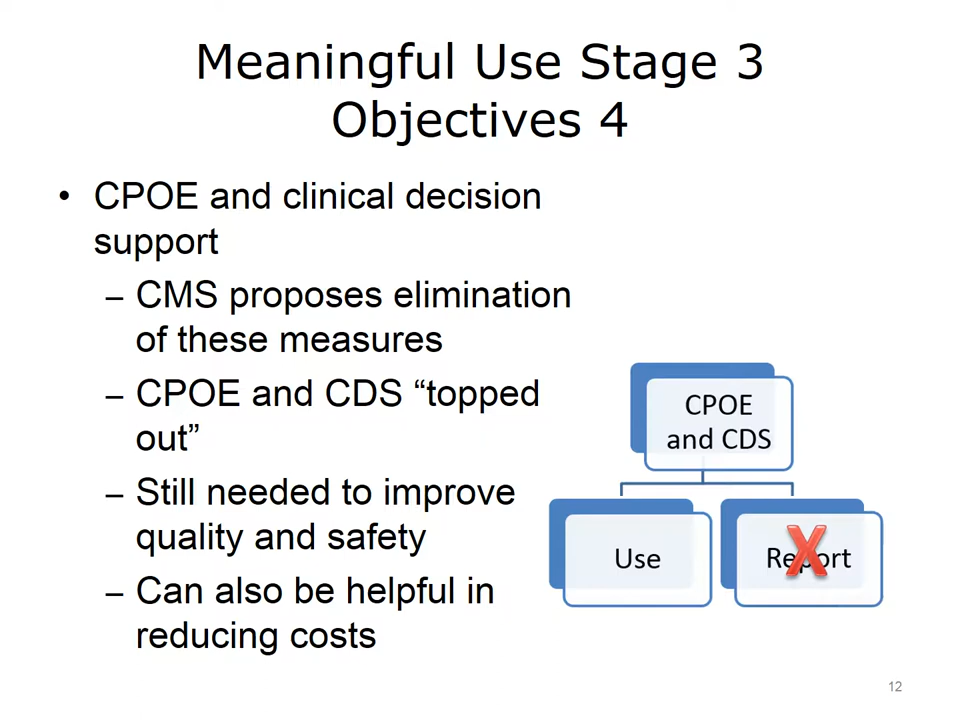 Meaningful Use Stage 3
Objectives 4
• CPOE and clinical decision
support
– CMS proposes elimination
of these measures
– CPOE and CDS “topped
out”
– Still needed to improve
quality and safety
– Can also be helpful in
reducing costs
CPOE
and CDS
Use
Report
X
12